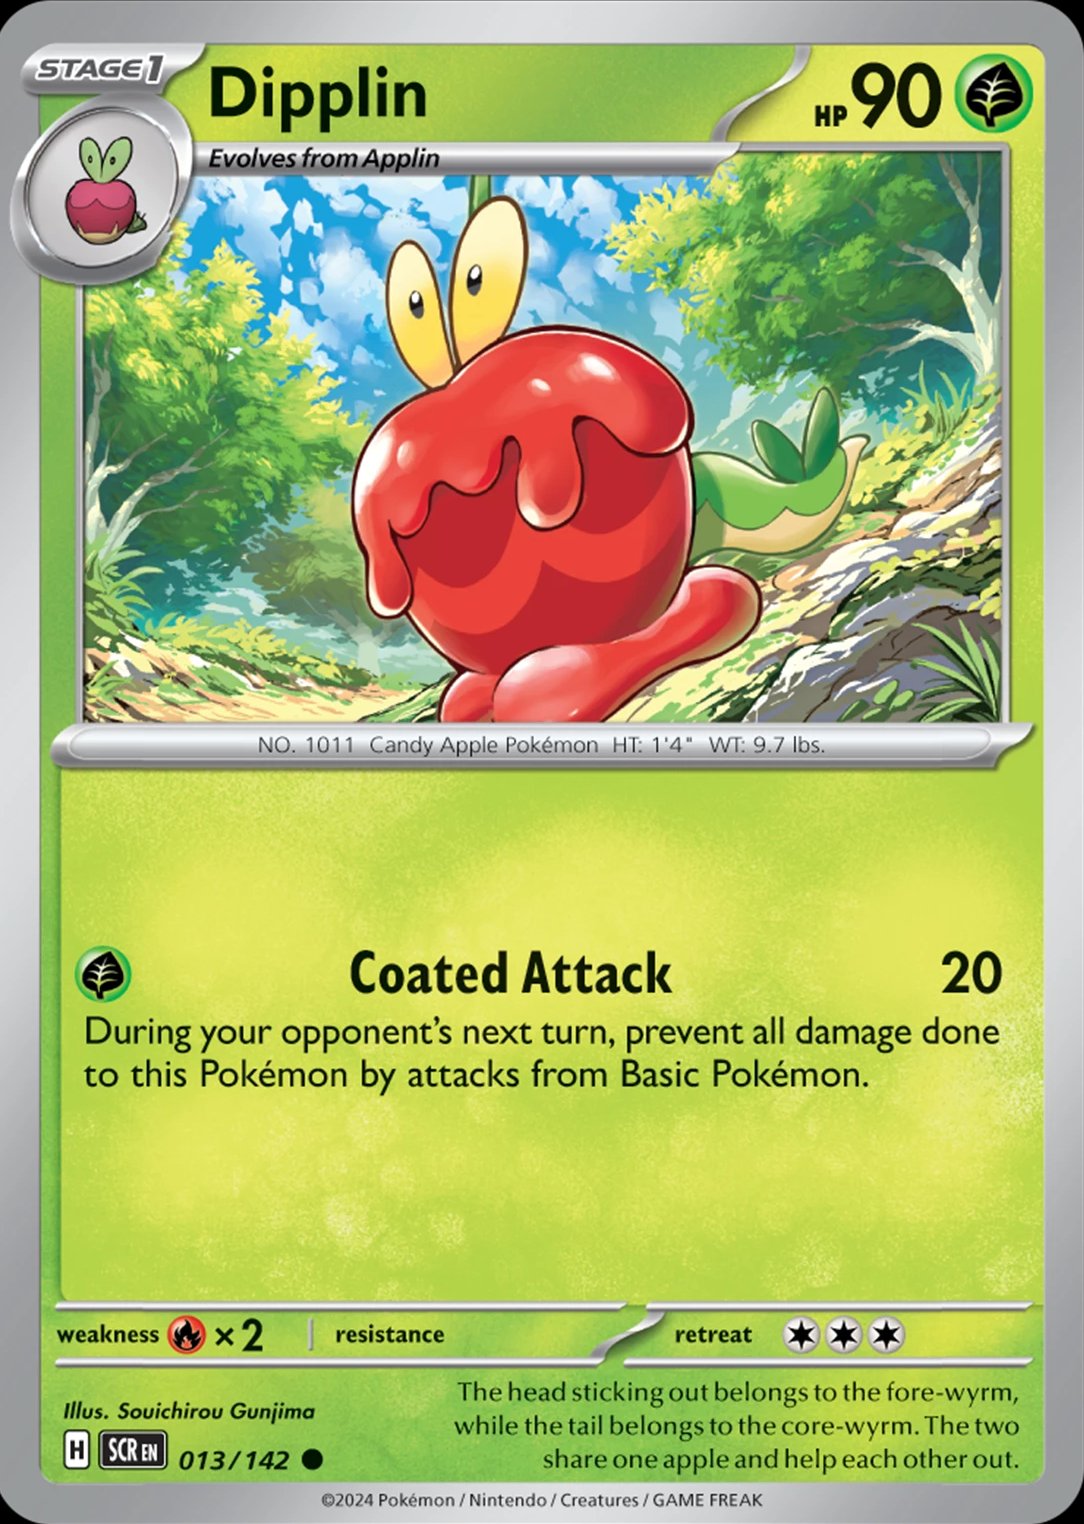 STAGE1
Dipplin
HP 90
Evolves from Applin
NO. 1011 Candy Apple Pokémon HT: 1'4" WT: 9.7 lbs.
Coated Attack 20
During your opponent's next turn, prevent all damage done
to this Pokémon by attacks from Basic Pokémon.
weakness ×2 resistance retreat
Illus. Souichirou Gunjima
H SCR EN 013/142
The head sticking out belongs to the fore-wyrm,
while the tail belongs to the core-wyrm. The two
share one apple and help each other out.
©2024 Pokémon / Nintendo / Creatures / GAME FREAK